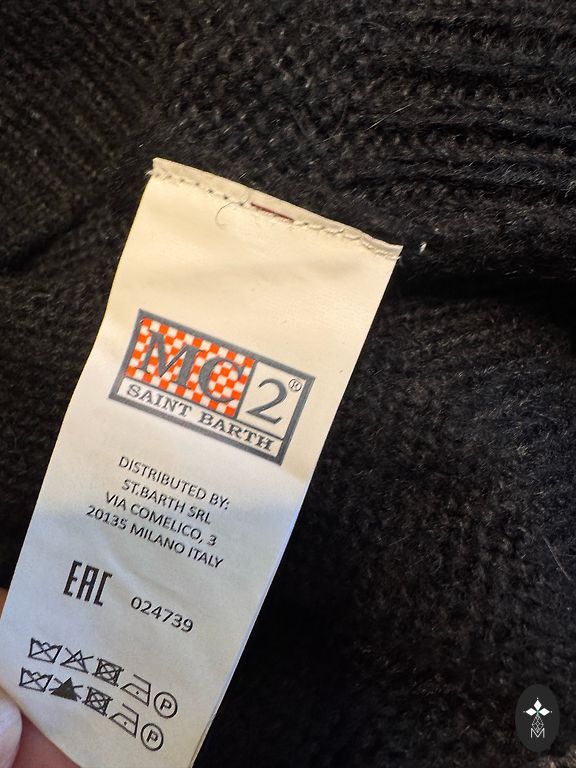 MC2®
SAINT BARTH
DISTRIBUTED BY:
ST.BARTH SRL
VIA COMELICO, 3
20135 MILANO ITALY
EAC 024739
P
P
M